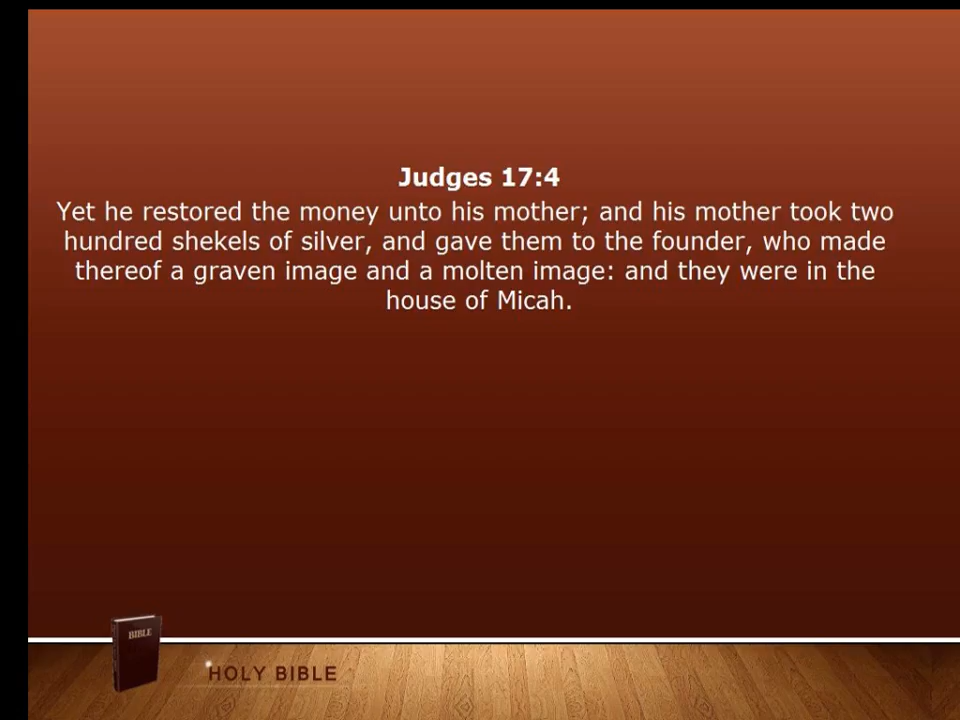 Judges 17:4
Yet he restored the money unto his mother; and his mother took two
hundred shekels of silver, and gave them to the founder, who made
thereof a graven image and a molten image: and they were in the
house of Micah.
BIBLE
HOLY BIBLE